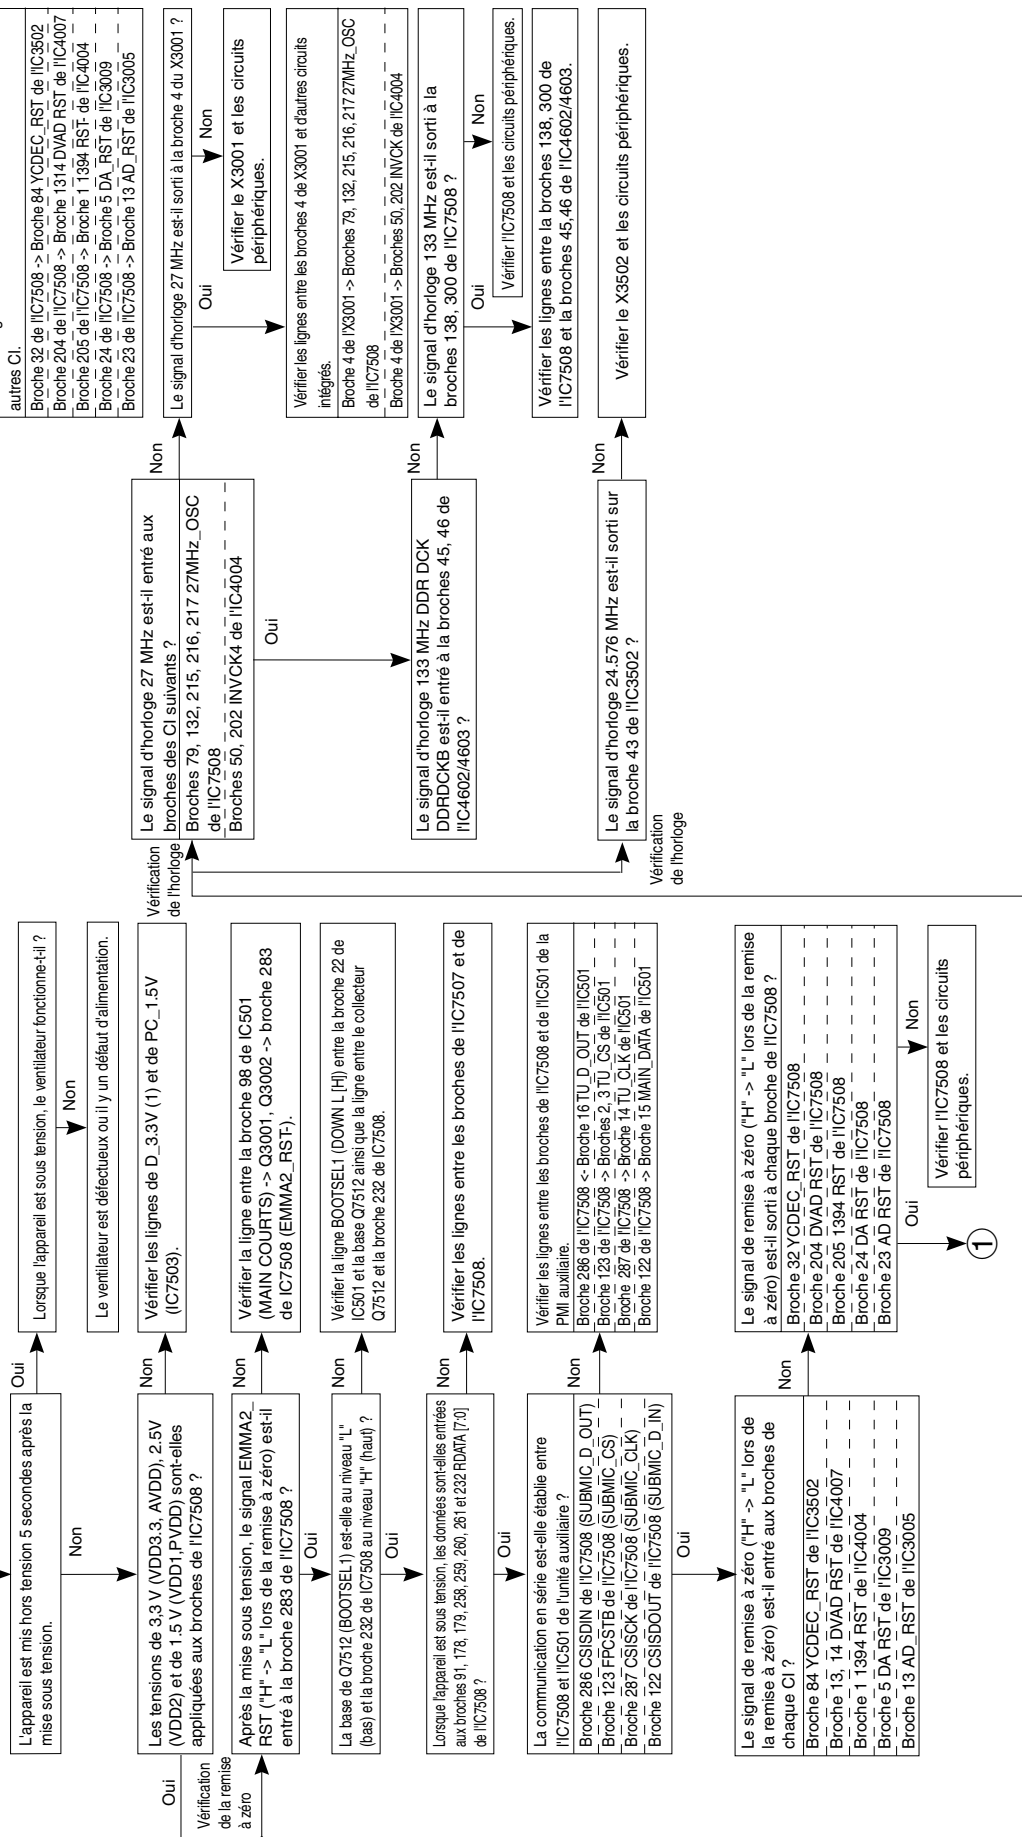 L'appareil est mis hors tension 5 secondes après la
mise sous tension.
Oui
Lorsque l'appareil est sous tension, le ventilateur fonctionne-t-il ?
Non
Le ventilateur est défectueux ou il y un défaut d'alimentation.
Non
Les tensions de 3,3 V (VDD3.3, AVDD), 2.5V
(VDD2) et de 1.5 V (VDD1,PVDD) sont-elles
appliquées aux broches de l'IC7508 ?
Non
Vérifier les lignes de D_3.3V (1) et de PC_1.5V
(IC7503).
Oui
Vérification
de la remise
à zéro
Après la mise sous tension, le signal EMMA2_
RST ("H" -> "L" lors de la remise à zéro) est-il
entré à la broche 283 de l'IC7508 ?
Non
Vérifier la ligne entre la broche 98 de IC501
(MAIN COURTS) -> Q3001, Q3002 -> broche 283
de IC7508 (EMMA2_RST-).
Oui
La base de Q7512 (BOOTSEL1) est-elle au niveau "L"
(bas) et la broche 232 de IC7508 au niveau "H" (haut) ?
Non
Vérifier la ligne BOOTSEL1 (DOWN L [H]) entre la broche 22 de
IC501 et la base Q7512 ainsi que la ligne entre le collecteur
Q7512 et la broche 232 de IC7508.
Oui
Lorsque l'appareil est sous tension, les données sont-elles entrées
aux broches 91, 178, 179, 258, 259, 260, 261 et 232 RDATA [7:0]
de l'IC7508 ?
Non
Vérifier les lignes entre les broches de l'IC7507 et de
l'IC7508.
Oui
La communication en série est-elle établie entre
l'IC7508 et l'IC501 de l'unité auxiliaire ?
Broche 286 CSISDIN de l'IC7508 (SUBMIC_D_OUT)
Broche 123 FPCSTB de l'IC7508 (SUBMIC_CS)
Broche 287 CSISCK de l'IC7508 (SUBMIC_CLK)
Broche 122 CSISDOUT de l'IC7508 (SUBMIC_D_IN)
Non
Vérifier les lignes entre les broches de l'IC7508 et de l'IC501 de la
PMI auxiliaire.
Broche 286 de l'IC7508 <- Broche 16 TU_D_OUT de l'IC501
Broche 123 de l'IC7508 -> Broches 2, 3 TU_CS de l'IC501
Broche 287 de l'IC7508 -> Broche 14 TU_CLK de l'IC501
Broche 122 de l'IC7508 -> Broche 15 MAIN_DATA de l'IC501
Oui
Le signal de remise à zéro ("H" -> "L" lors de
la remise à zéro) est-il entré aux broches de
chaque CI ?
Broche 84 YCDEC_RST de l'IC3502
Broche 13, 14 DVAD RST de l'IC4007
Broche 1 1394 RST de l'IC4004
Broche 5 DA RST de l'IC3009
Broche 13 AD_RST de l'IC3005
Non
Le signal de remise à zéro ("H" -> "L" lors de la remise
à zéro) est-il sorti à chaque broche de l'IC7508 ?
Broche 32 YCDEC_RST de l'IC7508
Broche 204 DVAD RST de l'IC7508
Broche 205 1394 RST de l'IC7508
Broche 24 DA RST de l'IC7508
Broche 23 AD RST de l'IC7508
Non
Vérifier l'IC7508 et les circuits
périphériques.
Oui
1
autres CI.
Broche 32 de l'IC7508 -> Broche 84 YCDEC_RST de l'IC3502
Broche 204 de l'IC7508 -> Broche 1314 DVAD RST de l'IC4007
Broche 205 de l'IC7508 -> Broche 1 1394 RST- de l'IC4004
Broche 24 de l'IC7508 -> Broche 5 DA_RST de l'IC3009
Broche 23 de l'IC7508 -> Broche 13 AD_RST de l'IC3005
Vérification
de l'horloge
Le signal d'horloge 27 MHz est-il entré aux
broches des CI suivants ?
Broches 79, 132, 215, 216, 217 27MHz_OSC
de l'IC7508
Broches 50, 202 INVCK4 de l'IC4004
Non
Le signal d'horloge 27 MHz est-il sorti à la broche 4 du X3001 ?
Non
Vérifier le X3001 et les circuits
périphériques.
Oui
Vérifier les lignes entre les broches 4 de X3001 et d'autres circuits
intégrés.
Broche 4 de l'X3001 -> Broches 79, 132, 215, 216, 217 27MHz_OSC
de l'IC7508
Broche 4 de l'X3001 -> Broches 50, 202 INVCK de l'IC4004
Oui
Le signal d'horloge 133 MHz DDR DCK
DDRDCKB est-il entré à la broches 45, 46 de
l'IC4602/4603 ?
Non
Le signal d'horloge 133 MHz est-il sorti à la
broches 138, 300 de l'IC7508 ?
Non
Vérifier l'IC7508 et les circuits périphériques.
Oui
Vérifier les lignes entre la broches 138, 300 de
l'IC7508 et la broches 45,46 de l'IC4602/4603.
Vérification
de l'horloge
Le signal d'horloge 24.576 MHz est-il sorti sur
la broche 43 de l'IC3502 ?
Non
Vérifier le X3502 et les circuits périphériques.